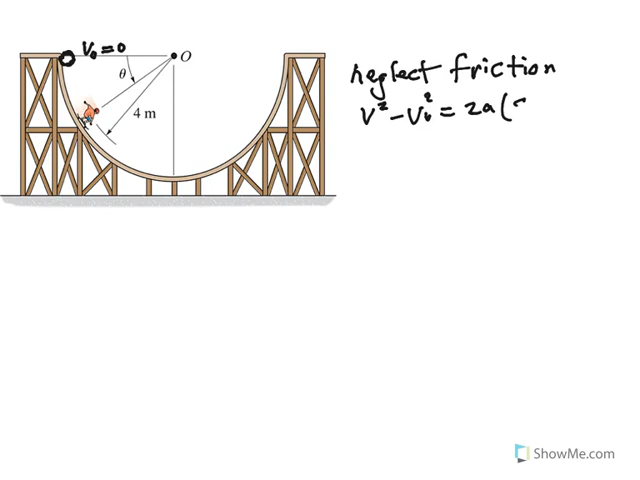 V₀ = 0
O
θ
4 m
neglect friction
V² - V₀² = 2a (
ShowMe.com